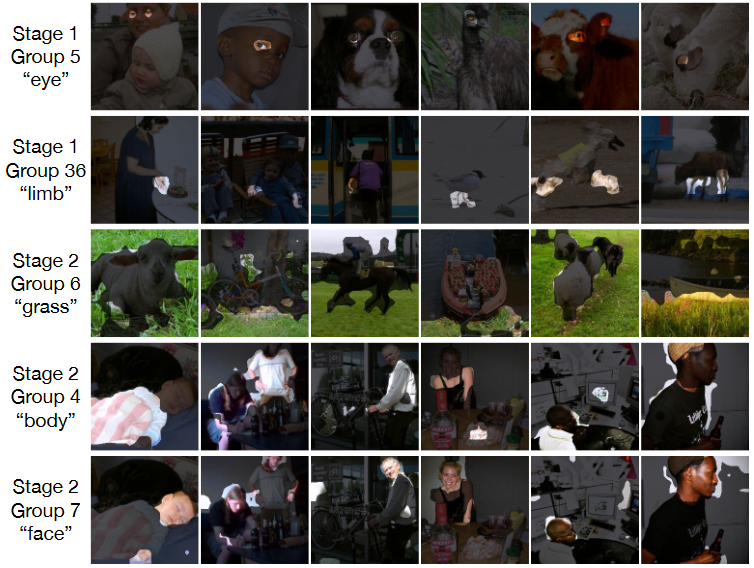 Stage 1
Group 5
“eye”
Stage 1
Group 36
“limb”
Stage 2
Group 6
“grass”
Stage 2
Group 4
“body”
Stage 2
Group 7
“face”